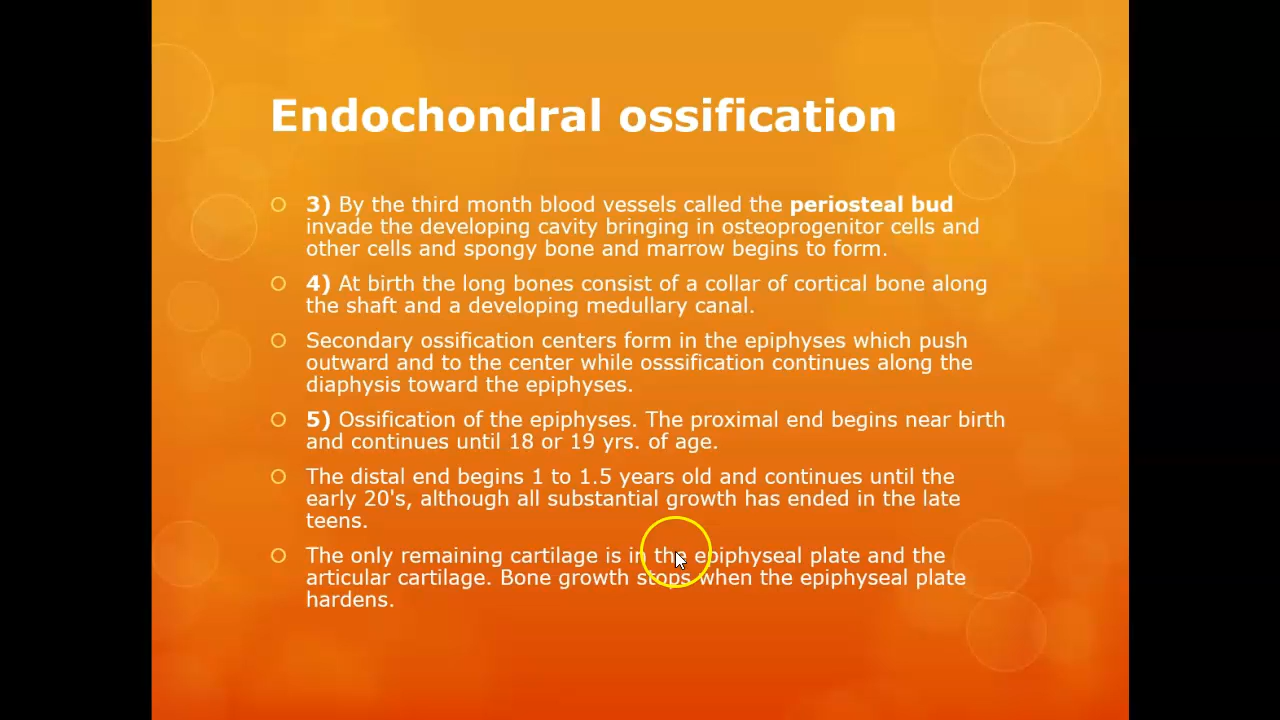 Endochondral ossification
3) By the third month blood vessels called the periosteal bud
invade the developing cavity bringing in osteoprogenitor cells and
other cells and spongy bone and marrow begins to form.
4) At birth the long bones consist of a collar of cortical bone along
the shaft and a developing medullary canal.
Secondary ossification centers form in the epiphyses which push
outward and to the center while osssification continues along the
diaphysis toward the epiphyses.
5) Ossification of the epiphyses. The proximal end begins near birth
and continues until 18 or 19 yrs. of age.
The distal end begins 1 to 1.5 years old and continues until the
early 20's, although all substantial growth has ended in the late
teens.
The only remaining cartilage is in the epiphyseal plate and the
articular cartilage. Bone growth stops when the epiphyseal plate
hardens.